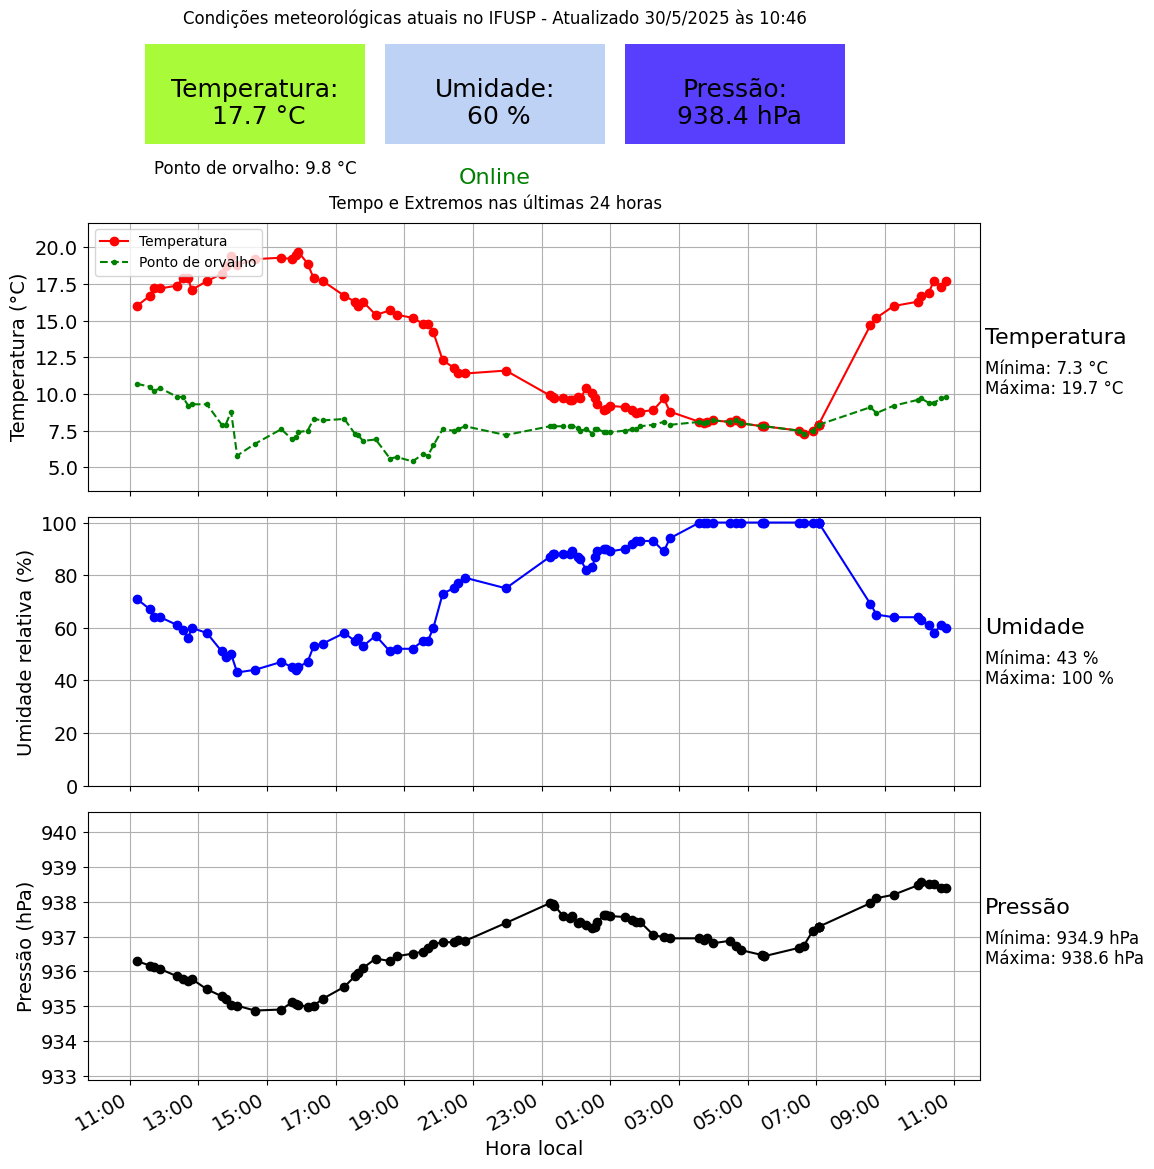 Condições meteorológicas atuais no IFUSP - Atualizado 30/5/2025 às 10:46
Temperatura:
17.7 °C
Umidade:
60 %
Pressão:
938.4 hPa
Ponto de orvalho: 9.8 °C
Online
Tempo e Extremos nas últimas 24 horas
Temperatura
Ponto de orvalho
Temperatura (°C)
20.0
17.5
15.0
12.5
10.0
7.5
5.0
Temperatura
Mínima: 7.3 °C
Máxima: 19.7 °C
Umidade relativa (%)
100
80
60
40
20
0
Umidade
Mínima: 43 %
Máxima: 100 %
Pressão (hPa)
940
939
938
937
936
935
934
933
Pressão
Mínima: 934.9 hPa
Máxima: 938.6 hPa
11:00 13:00 15:00 17:00 19:00 21:00 23:00 01:00 03:00 05:00 07:00 09:00 11:00
Hora local